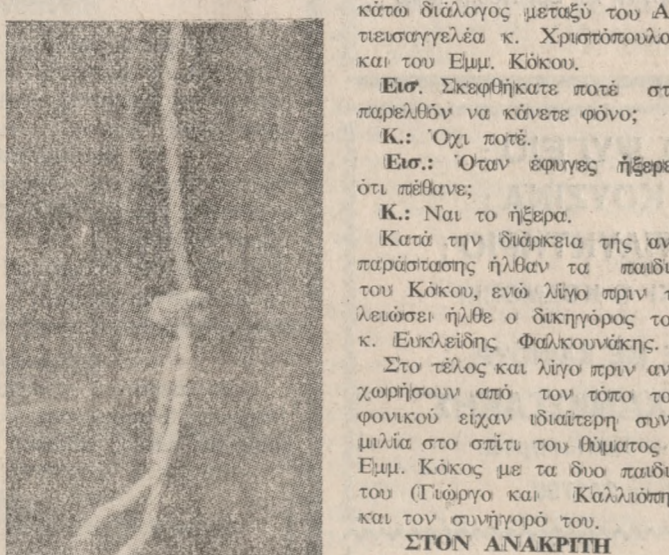 κάτω διάλογος μεταξύ του Α
τιεισαγγελέα κ. Χριστόπουλο
και του Εμμ. Κόκου.
Εισ. Σκεφθήκατε ποτέ στ
παρελθόν να κάνετε φόνο;
Κ.: Όχι ποτέ.
Εισ.: Όταν έφυγες ήξερε
ότι πέθανε;
Κ.: Ναι το ήξερα.
Κατά την διάρκεια της αν
παράστασης ήλθαν τα παιδι
του Κόκου, ενώ λίγο πριν τ
λειώσει ήλθε ο δικηγόρος το
κ. Ευκλείδης Φαλκουνάκης.
Στο τέλος και λίγο πριν αν
χωρήσουν από τον τόπο το
φονικού είχαν ιδιαίτερη συν
μιλία στο σπίτι του θύματος
Εμμ. Κόκος με τα δυο παιδι
του (Γιώργο και Καλλιόπη
και τον συνήγορό του.
ΣΤΟΝ ΑΝΑΚΡΙΤΗ